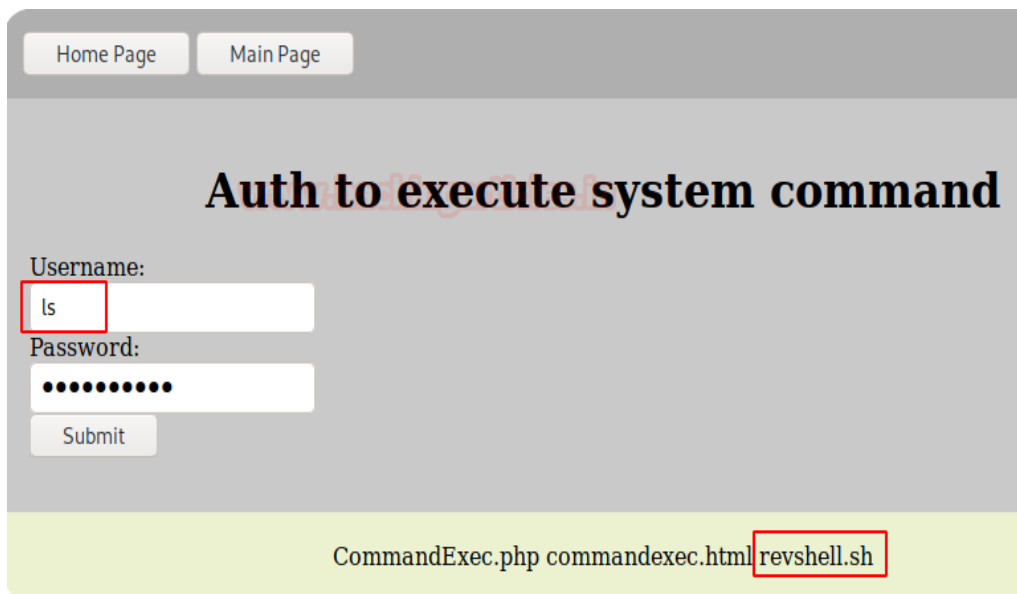 Home Page Main Page
Auth to execute system command
Username:
ls
Password:
••••••••••
Submit
CommandExec.php commandexec.html revshell.sh